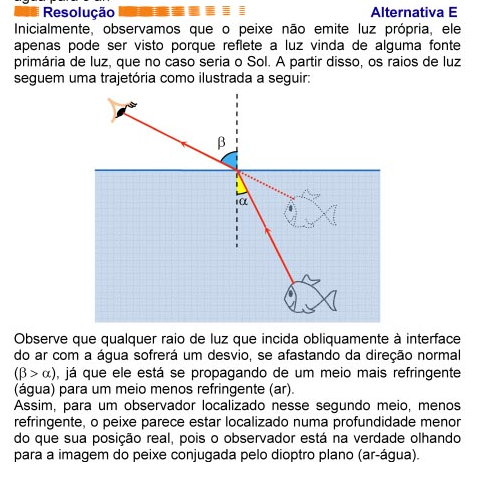 Resolução Alternativa E
Inicialmente, observamos que o peixe não emite luz própria, ele
apenas pode ser visto porque reflete a luz vinda de alguma fonte
primária de luz, que no caso seria o Sol. A partir disso, os raios de luz
seguem uma trajetória como ilustrada a seguir:
β
α
Observe que qualquer raio de luz que incida obliquamente à interface
do ar com a água sofrerá um desvio, se afastando da direção normal
(β > α), já que ele está se propagando de um meio mais refringente
(água) para um meio menos refringente (ar).
Assim, para um observador localizado nesse segundo meio, menos
refringente, o peixe parece estar localizado numa profundidade menor
do que sua posição real, pois o observador está na verdade olhando
para a imagem do peixe conjugada pelo dioptro plano (ar-água).